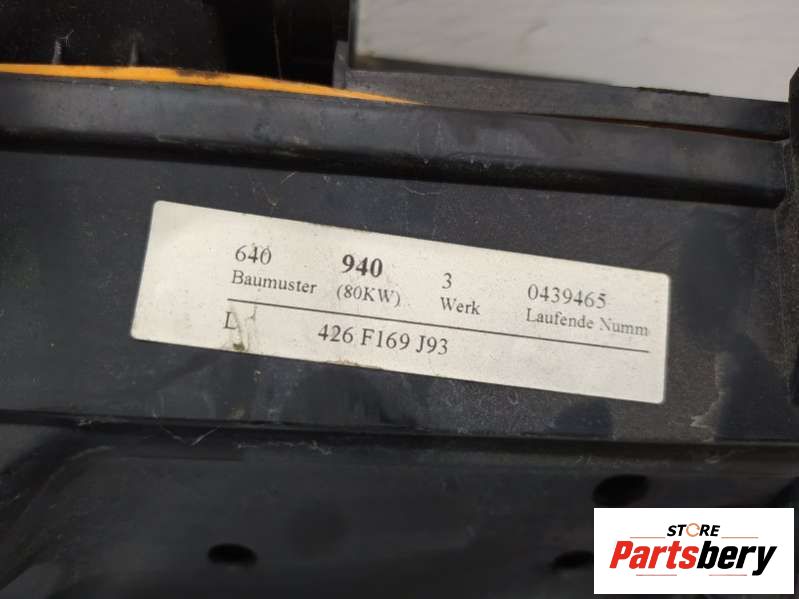 640 940 3 0439465
Baumuster (80KW) Werk Laufende Numm
L 426 F169 J93
STORE
Partsbery